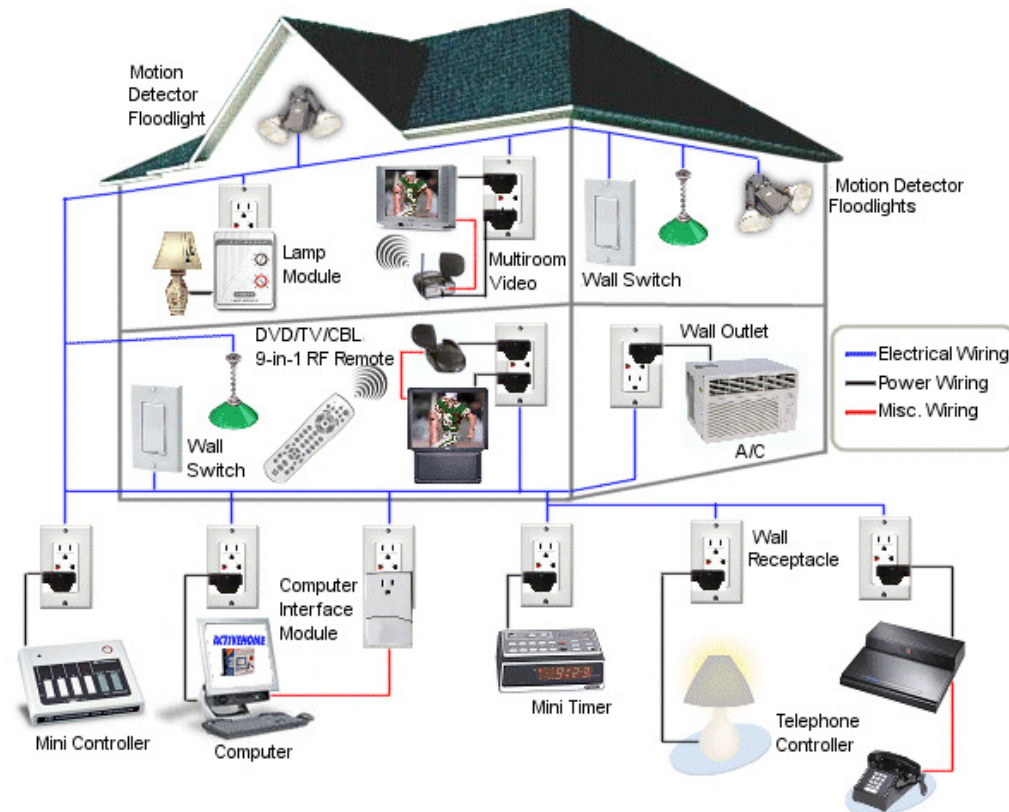 Motion
Detector
Floodlight
Lamp
Module
Multiroom
Video
Wall Switch
Motion Detector
Floodlights
DVD/TV/CBL
9-in-1 RF Remote
Wall Outlet
Wall
Switch
A/C
Electrical Wiring
Power Wiring
Misc. Wiring
Computer
Interface
Module
Wall
Receptacle
ACTIVEHOME
Mini Controller
Computer
Mini Timer
Telephone
Controller